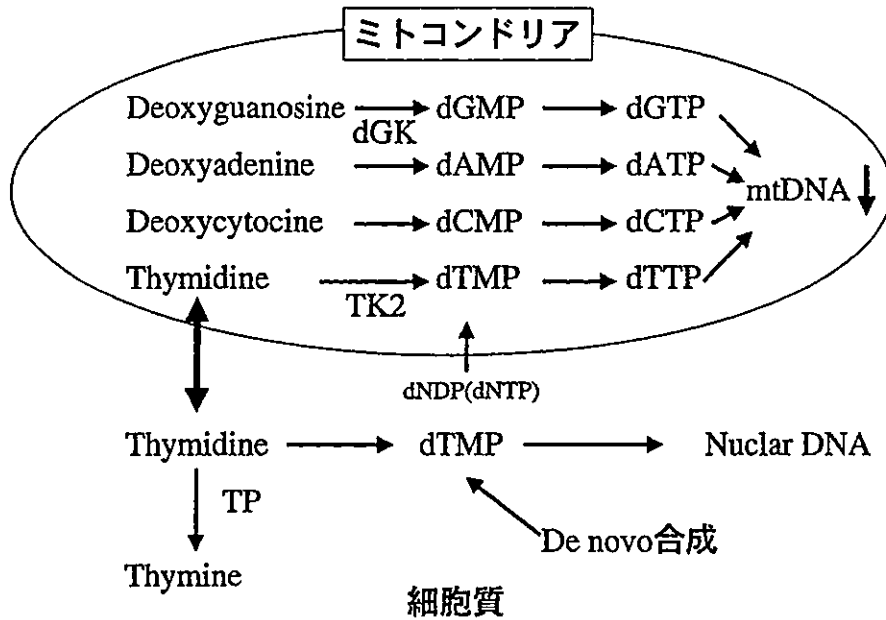 ミトコンドリア
Deoxyguanosine dGMP dGTP
dGK
Deoxyadenine dAMP dATP
mtDNA
Deoxycytocine dCMP dCTP
Thymidine dTMP dTTP
TK2
dNDP(dNTP)
Thymidine dTMP Nuclar DNA
TP
De novo合成
Thymine
細胞質